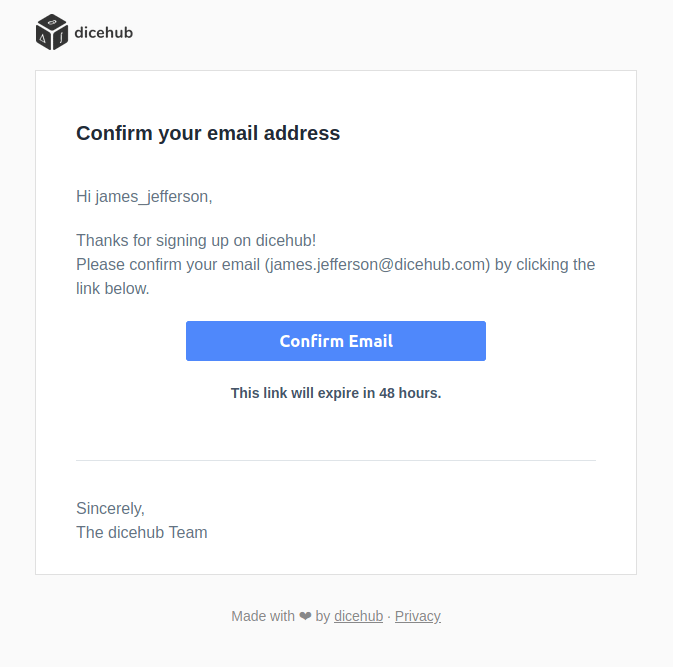 dicehub
Confirm your email address
Hi james_jefferson,
Thanks for signing up on dicehub!
Please confirm your email (james.jefferson@dicehub.com) by clicking the
link below.
Confirm Email
This link will expire in 48 hours.
Sincerely,
The dicehub Team
Made with ❤ by dicehub · Privacy